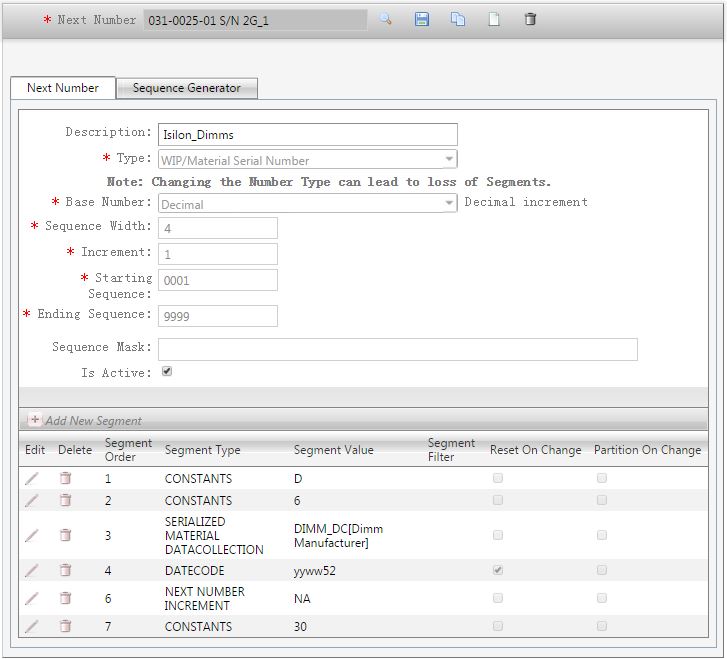 * Next Number 031-0025-01 S/N 2G_1
Next Number Sequence Generator
Description: Isilon_Dimms
* Type: WIP/Material Serial Number
Note: Changing the Number Type can lead to loss of Segments.
* Base Number: Decimal Decimal increment
* Sequence Width: 4
* Increment: 1
* Starting Sequence: 0001
* Ending Sequence: 9999
Sequence Mask:
Is Active:
+ Add New Segment
Edit Delete Segment Order Segment Type Segment Value Segment Filter Reset On Change Partition On Change
1 CONSTANTS D
2 CONSTANTS 6
3 SERIALIZED MATERIAL DATACOLLECTION DIMM_DC[Dimm Manufacturer]
4 DATECODE yyww52
6 NEXT NUMBER INCREMENT NA
7 CONSTANTS 30